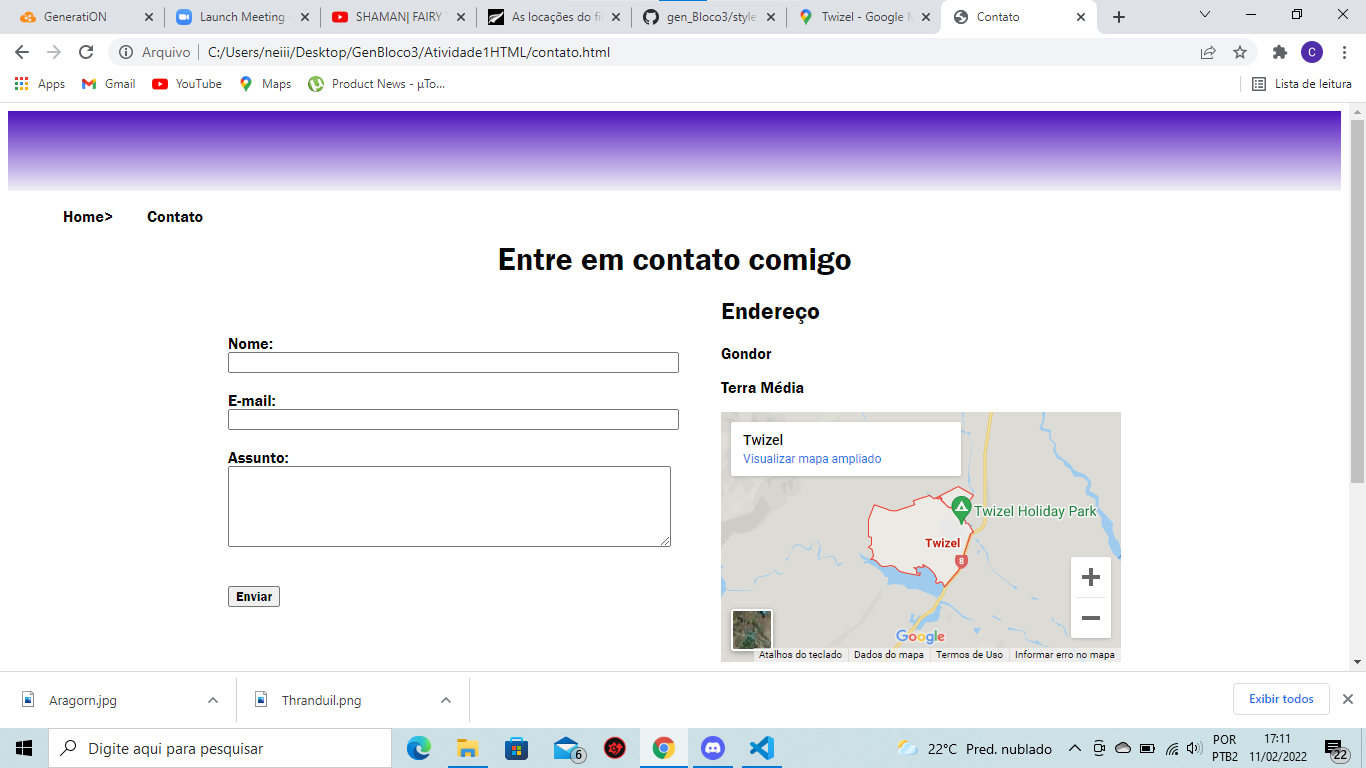 GeneratiON
Launch Meeting
SHAMAN| FAIRY
As locações do fil
gen_Bloco3/style
Twizel - Google M
Contato
Arquivo
C:/Users/neiii/Desktop/GenBloco3/Atividade1HTML/contato.html
C
Apps
Gmail
YouTube
Maps
Product News - µTo...
Lista de leitura
Home>
Contato
Entre em contato comigo
Nome:
E-mail:
Assunto:
Enviar
Endereço
Gondor
Terra Média
Twizel
Visualizar mapa ampliado
Twizel Holiday Park
Twizel
8
Google
Atalhos do teclado
Dados do mapa
Termos de Uso
Informar erro no mapa
Aragorn.jpg
Thranduil.png
Exibir todos
Digite aqui para pesquisar
6
22°C Pred. nublado
POR
PTB2
17:11
11/02/2022
22